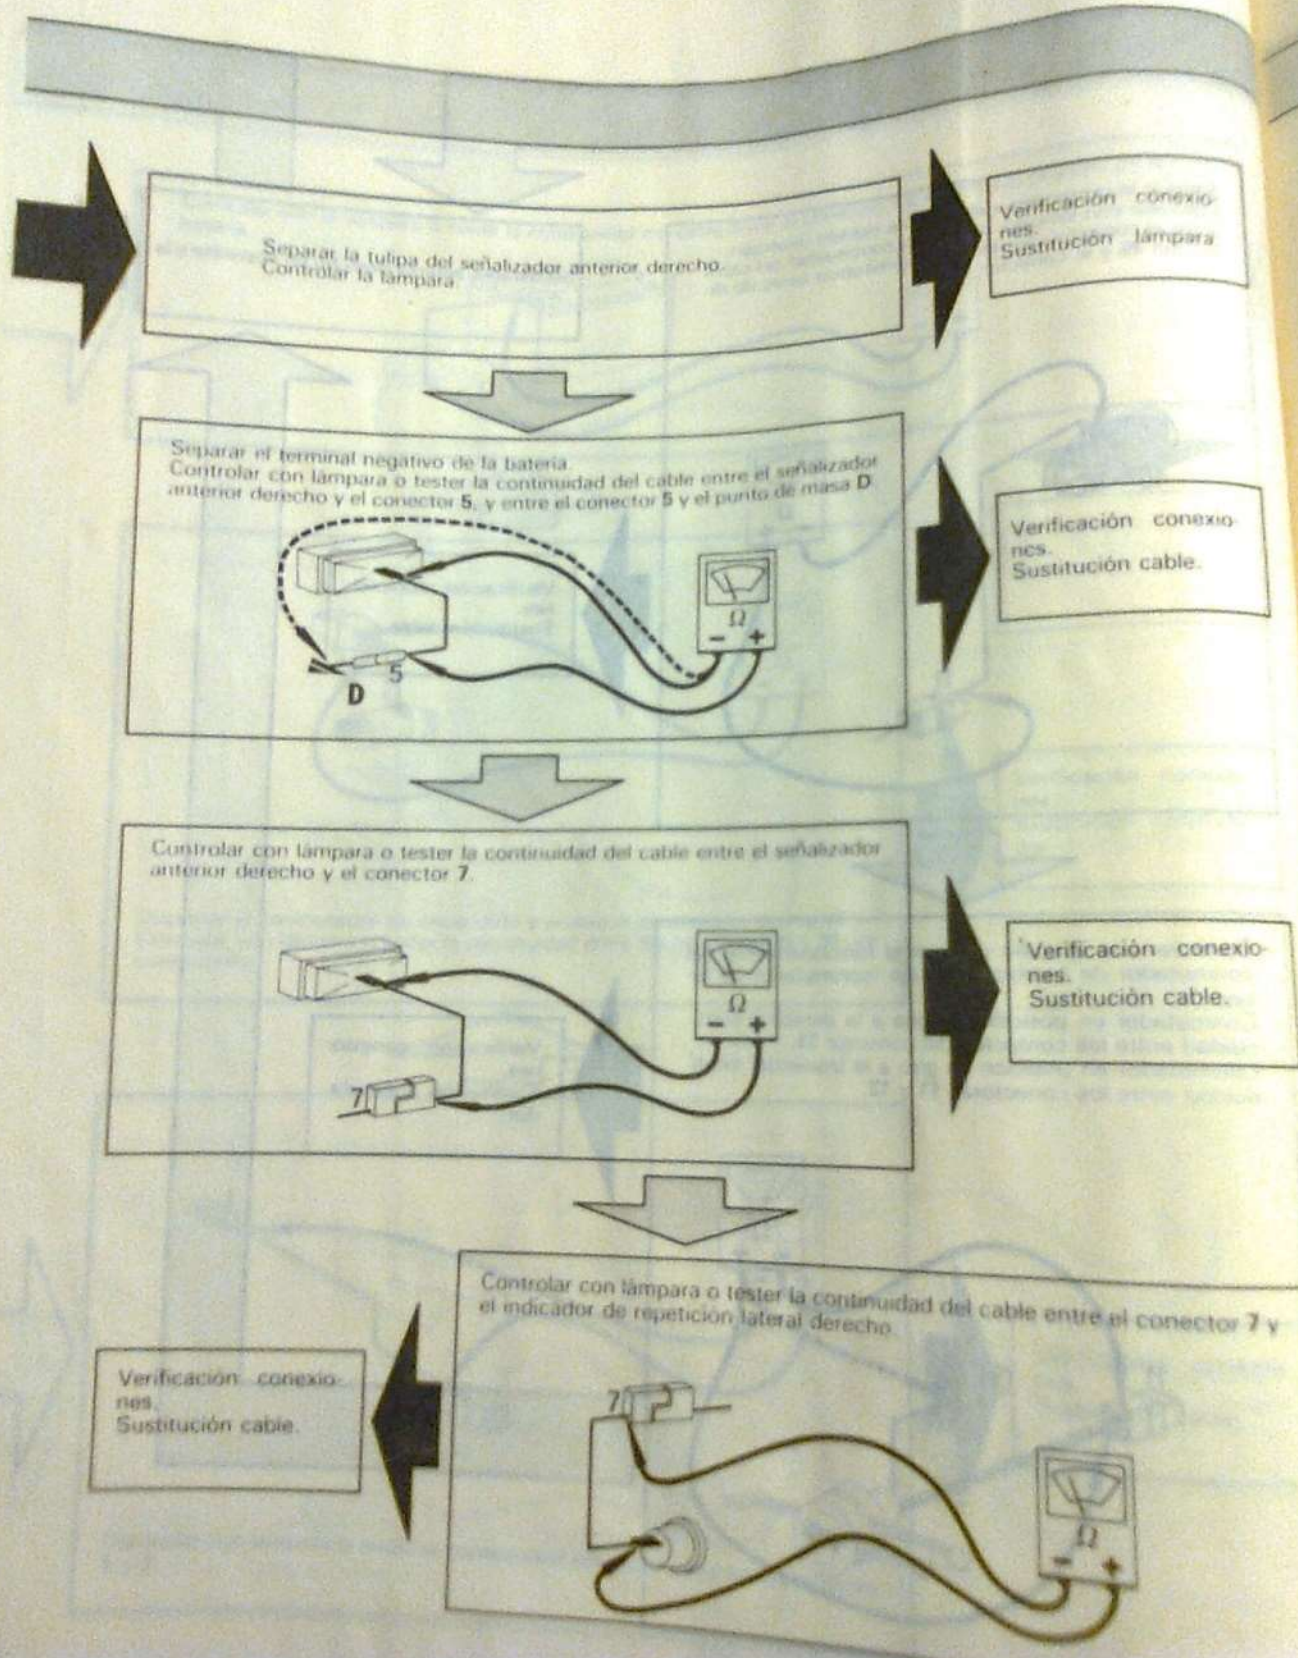 Separar la tulipa del señalizador anterior derecho.
Controlar la lámpara.
Verificación conexio-
nes.
Sustitución lámpara
Separar el terminal negativo de la batería.
Controlar con lámpara o tester la continuidad del cable entre el señalizador
anterior derecho y el conector 5, y entre el conector 5 y el punto de masa D
Ω
- +
5
D
Verificación conexio-
nes.
Sustitución cable.
Controlar con lámpara o tester la continuidad del cable entre el señalizador
anterior derecho y el conector 7.
Ω
- +
7
Verificación conexio-
nes.
Sustitución cable.
Controlar con lámpara o tester la continuidad del cable entre el conector 7 y
el indicador de repetición lateral derecho.
7
Ω
- +
Verificación conexio-
nes.
Sustitución cable.